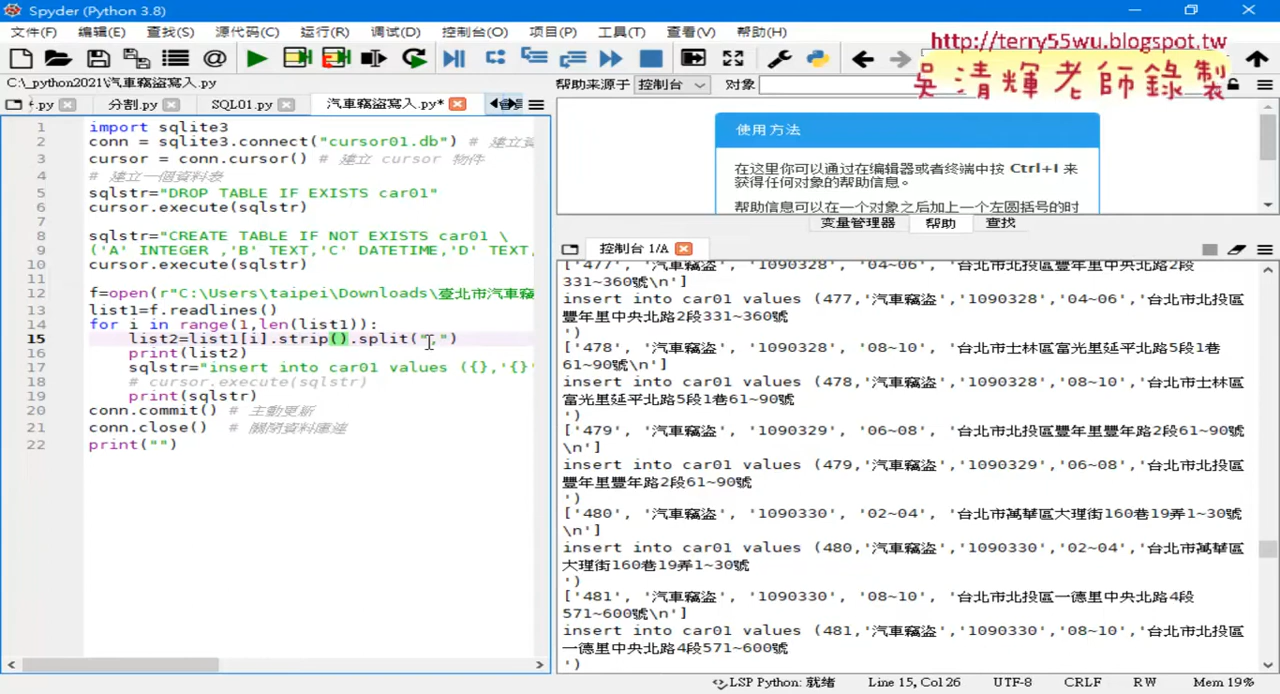 Spyder (Python 3.8)
文件(F) 编辑(E) 查找(S) 源代码(C) 运行(R) 调试(D) 控制台(O) 项目(P) 工具(T) 查看(V) 帮助(H)
http://terry55wu.blogspot.tw
吳清輝老師錄製
C:\_python2021\汽車竊盜寫入.py
帮助来源于 控制台 对象
.py 分割.py SQL01.py 汽車竊盜寫入.py*
1 import sqlite3
2 conn = sqlite3.connect("cursor01.db") # 建立資
3 cursor = conn.cursor() # 建立 cursor 物件
4 # 建立一個資料表
5 sqlstr="DROP TABLE IF EXISTS car01"
6 cursor.execute(sqlstr)
7
8 sqlstr="CREATE TABLE IF NOT EXISTS car01 \
9 ('A' INTEGER ,'B' TEXT,'C' DATETIME,'D' TEXT,
10 cursor.execute(sqlstr)
11
12 f=open(r"C:\Users\taipei\Downloads\臺北市汽車竊
13 list1=f.readlines()
14 for i in range(1,len(list1)):
15 list2=list1[i].strip().split(",")
16 print(list2)
17 sqlstr="insert into car01 values ({},'{}'
18 # cursor.execute(sqlstr)
19 print(sqlstr)
20 conn.commit() # 主動更新
21 conn.close() # 關閉資料庫連
22 print("")
使用方法
在这里你可以通过在编辑器或者终端中按 Ctrl+I 来
获得任何对象的帮助信息。
帮助信息可以在一个对象之后加上一个左圆括号的时
变量管理器 帮助 查找
控制台 1/A
['477', '汽車竊盜', '1090328', '04~06', '台北市北投區豐年里中央北路2段
331~360號\n']
insert into car01 values (477,'汽車竊盜','1090328','04~06','台北市北投區
豐年里中央北路2段331~360號
')
['478', '汽車竊盜', '1090328', '08~10', '台北市士林區富光里延平北路5段1巷
61~90號\n']
insert into car01 values (478,'汽車竊盜','1090328','08~10','台北市士林區
富光里延平北路5段1巷61~90號
')
['479', '汽車竊盜', '1090329', '06~08', '台北市北投區豐年里豐年路2段61~90號
\n']
insert into car01 values (479,'汽車竊盜','1090329','06~08','台北市北投區
豐年里豐年路2段61~90號
')
['480', '汽車竊盜', '1090330', '02~04', '台北市萬華區大理街160巷19弄1~30號
\n']
insert into car01 values (480,'汽車竊盜','1090330','02~04','台北市萬華區
大理街160巷19弄1~30號
')
['481', '汽車竊盜', '1090330', '08~10', '台北市北投區一德里中央北路4段
571~600號\n']
insert into car01 values (481,'汽車竊盜','1090330','08~10','台北市北投區
一德里中央北路4段571~600號
')
LSP Python: 就绪 Line 15, Col 26 UTF-8 CRLF RW Mem 19%